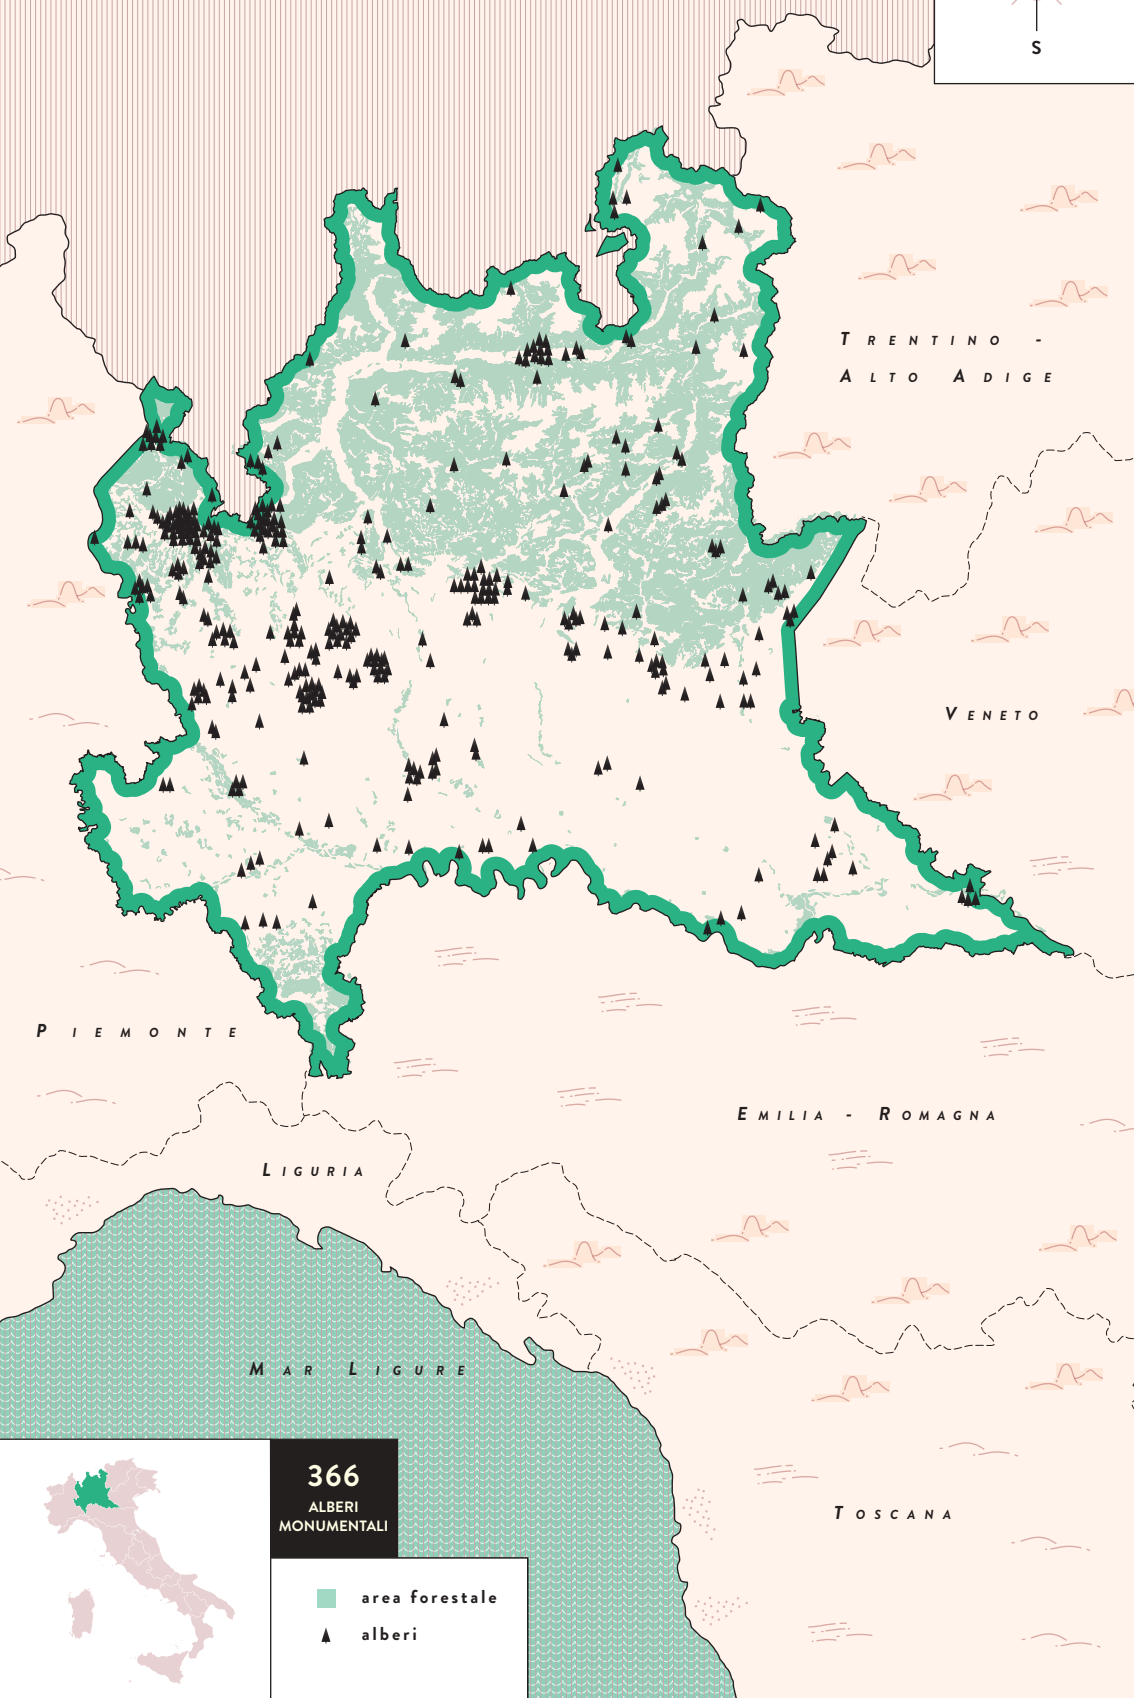 S
TRENTINO -
ALTO ADIGE
VENETO
PIEMONTE
EMILIA - ROMAGNA
LIGURIA
MAR LIGURE
366
ALBERI
MONUMENTALI
TOSCANA
area forestale
alberi